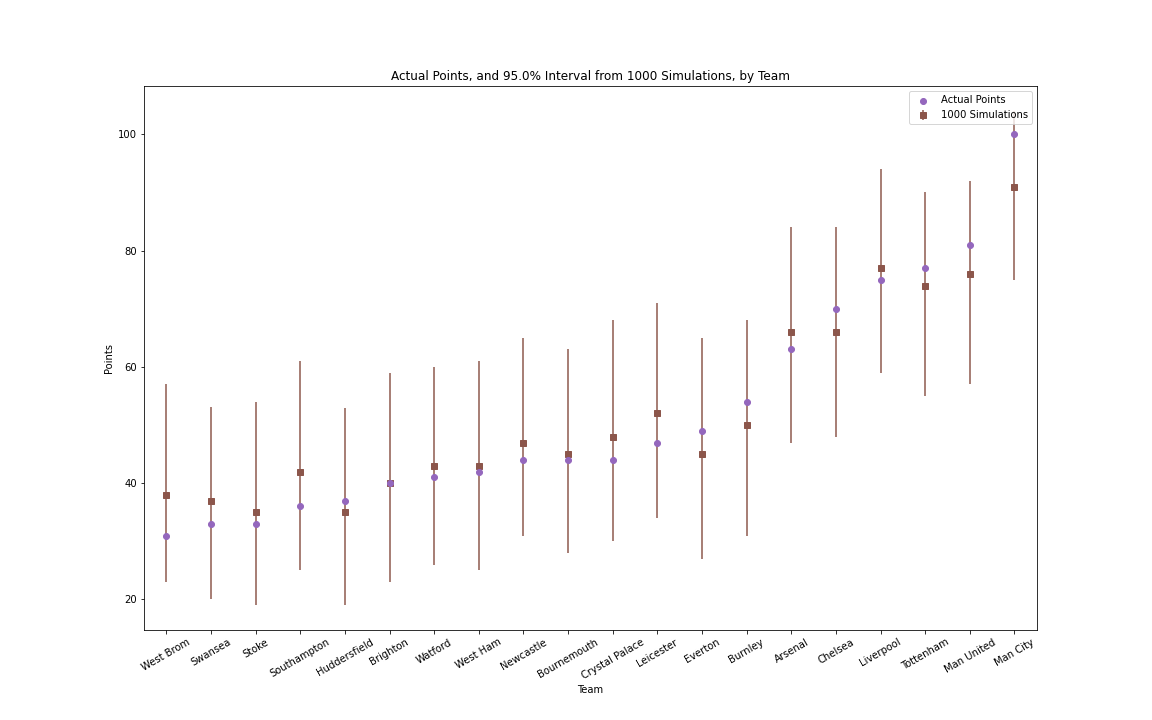 Actual Points, and 95.0% Interval from 1000 Simulations, by Team
Actual Points
1000 Simulations
100
80
60
40
20
Points
West Brom
Swansea
Stoke
Southampton
Huddersfield
Brighton
Watford
West Ham
Newcastle
Bournemouth
Crystal Palace
Leicester
Everton
Burnley
Arsenal
Chelsea
Liverpool
Tottenham
Man United
Man City
Team